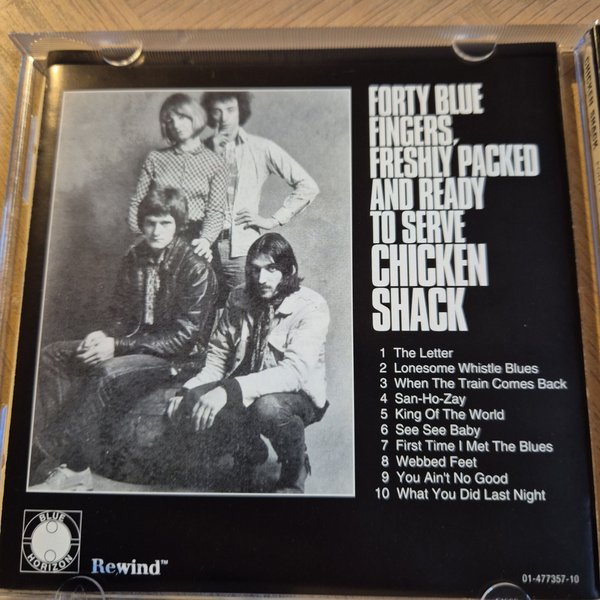 FORTY BLUE
FINGERS,
FRESHLY PACKED
AND READY
TO SERVE
CHICKEN
SHACK
1 The Letter
2 Lonesome Whistle Blues
3 When The Train Comes Back
4 San-Ho-Zay
5 King Of The World
6 See See Baby
7 First Time I Met The Blues
8 Webbed Feet
9 You Ain't No Good
10 What You Did Last Night
BLUE
HORIZON
Rewind™
01-477357-10
CHICKEN SHACK